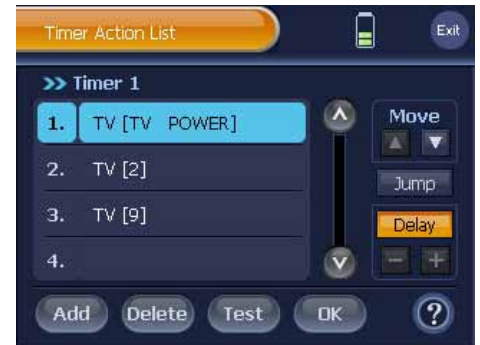 Timer Action List
Exit
>> Timer 1
1. TV [TV POWER]
2. TV [2]
3. TV [9]
4.
Move
Jump
Delay
− +
Add Delete Test OK ?